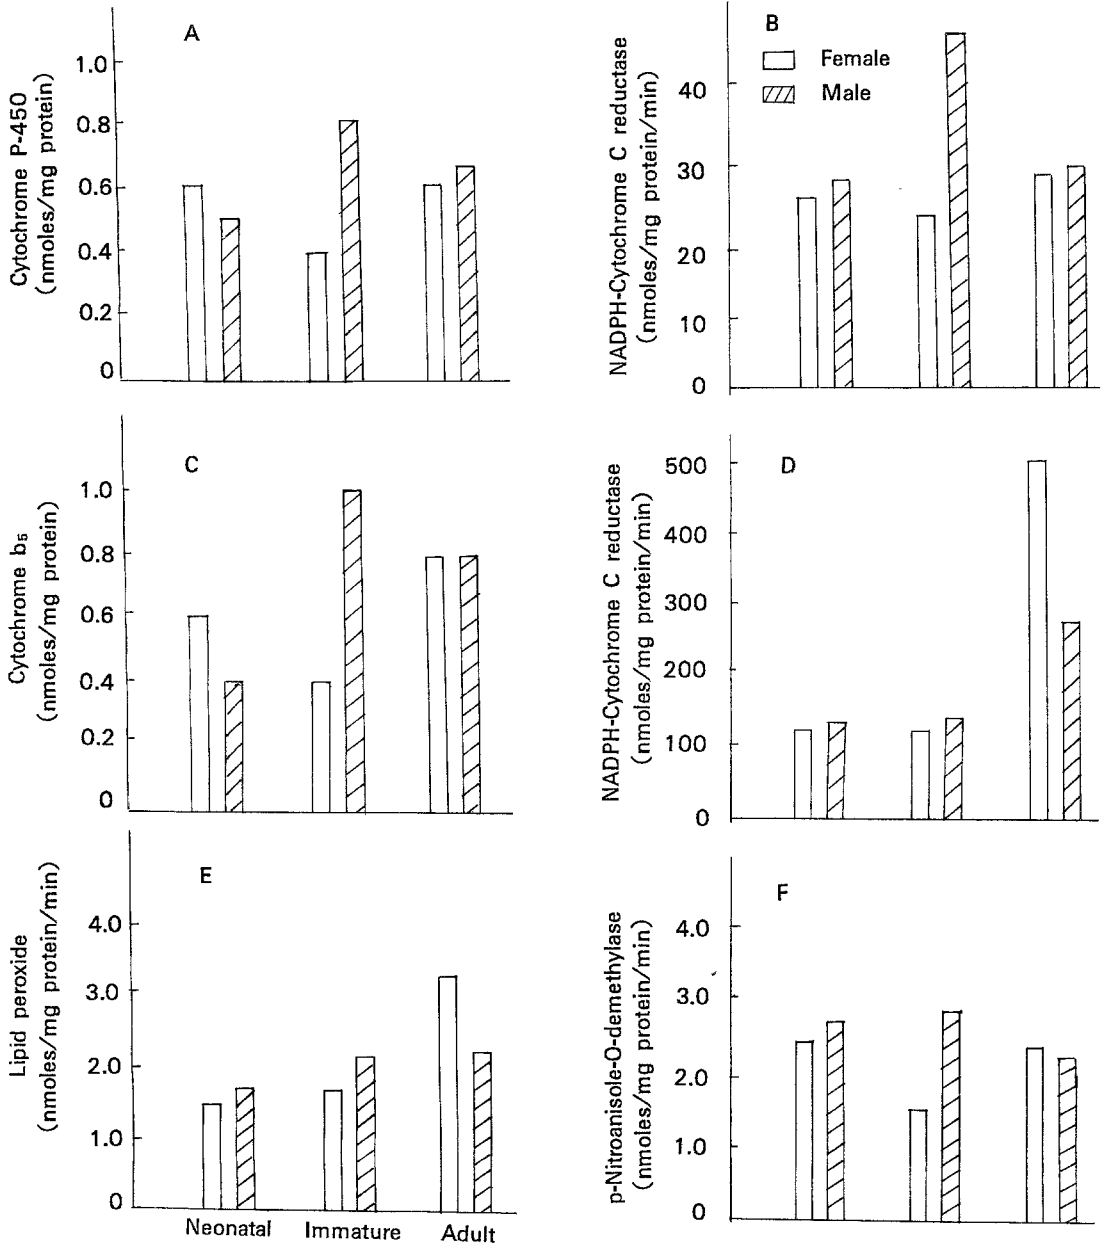 A
Cytochrome P-450
(nmoles/mg protein)
1.0
0.8
0.6
0.4
0.2
0
B
Female
Male
NADPH-Cytochrome C reductase
(nmoles/mg protein/min)
40
30
20
10
0
C
Cytochrome b₅
(nmoles/mg protein)
1.0
0.8
0.6
0.4
0.2
0
D
NADPH-Cytochrome C reductase
(nmoles/mg protein/min)
500
400
300
200
100
0
E
Lipid peroxide
(nmoles/mg protein/min)
4.0
3.0
2.0
1.0
0
Neonatal Immature Adult
F
p-Nitroanisole-O-demethylase
(nmoles/mg protein/min)
4.0
3.0
2.0
1.0
0